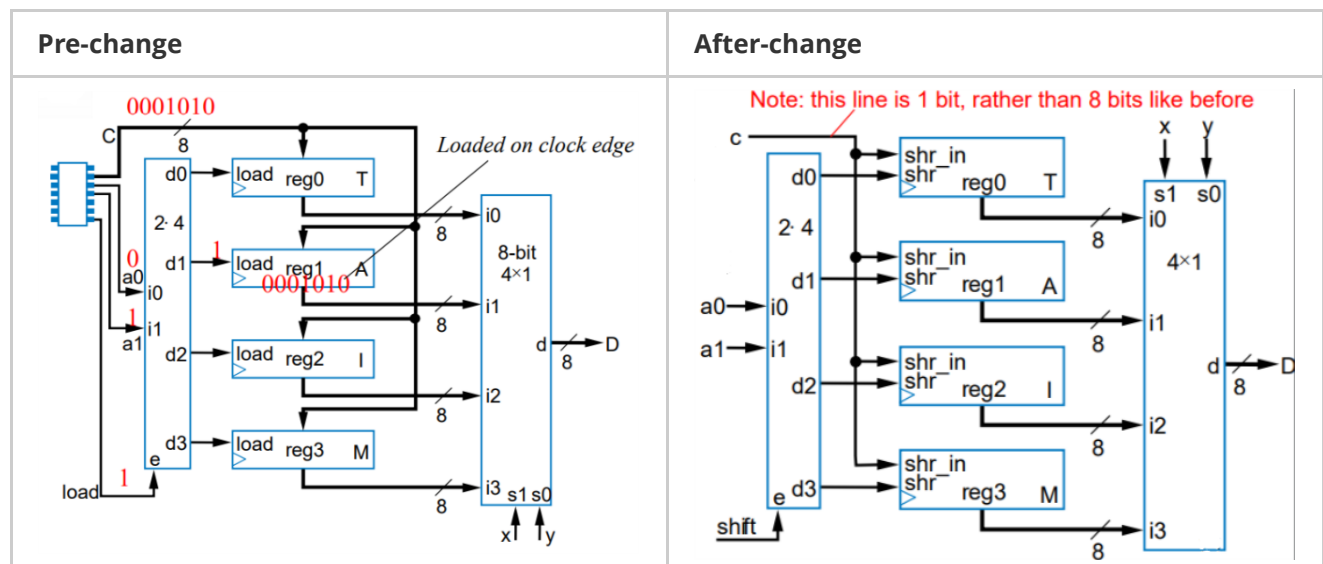 Pre-change
After-change
0001010
C
8
d0
load
reg0
T
Loaded on clock edge
2· 4
8
i0
8-bit
4×1
0
a0
i0
d1
1
load
reg1
A
0001010
8
i1
1
i1
a1
d2
load
reg2
I
d
8
D
8
i2
d3
load
reg3
M
e
load
1
8
i3
s1 s0
x
y
Note: this line is 1 bit, rather than 8 bits like before
c
x
y
shr_in
shr
d0
reg0
T
s1
s0
i0
8
2· 4
4×1
shr_in
shr
d1
reg1
A
a0
i0
i1
8
a1
i1
shr_in
shr
d2
reg2
I
d
8
D
i2
8
shr_in
shr
e
d3
reg3
M
shift
i3
8